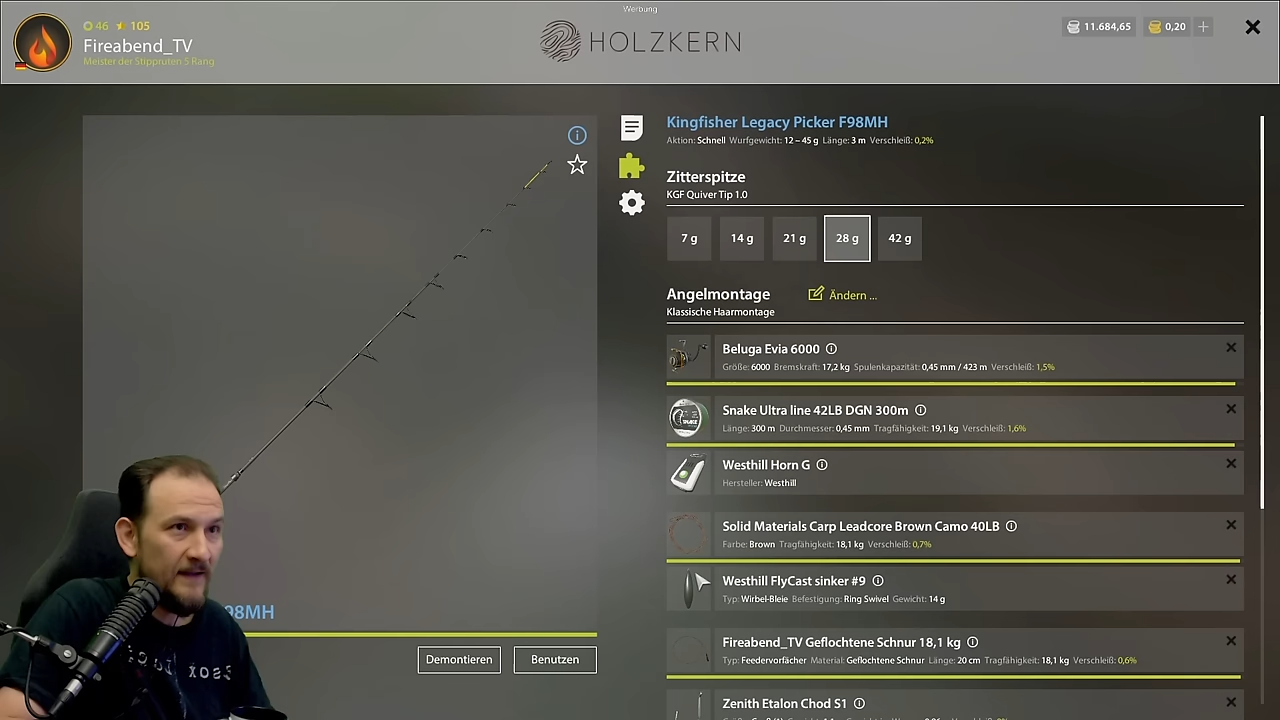 Werbung
46 105
Fireabend_TV
Meister der Stippruten 5 Rang
HOLZKERN
11.684,65
0,20
Kingfisher Legacy Picker F98MH
Aktion: Schnell Wurfgewicht: 12 – 45 g Länge: 3 m Verschleiß: 0,2%
Zitterspitze
KGF Quiver Tip 1.0
7 g 14 g 21 g 28 g 42 g
Angelmontage Ändern ...
Klassische Haarmontage
Beluga Evia 6000
Größe: 6000 Bremskraft: 17,2 kg Spulenkapazität: 0,45 mm / 423 m Verschleiß: 1,5%
Snake Ultra line 42LB DGN 300m
Länge: 300 m Durchmesser: 0,45 mm Tragfähigkeit: 19,1 kg Verschleiß: 1,6%
Westhill Horn G
Hersteller: Westhill
Solid Materials Carp Leadcore Brown Camo 40LB
Farbe: Brown Tragfähigkeit: 18,1 kg Verschleiß: 0,7%
Westhill FlyCast sinker #9
Typ: Wirbel-Bleie Befestigung: Ring Swivel Gewicht: 14 g
Fireabend_TV Geflochtene Schnur 18,1 kg
Typ: Feedervorfächer Material: Geflochtene Schnur Länge: 20 cm Tragfähigkeit: 18,1 kg Verschleiß: 0,6%
Zenith Etalon Chod S1
98MH
Demontieren Benutzen